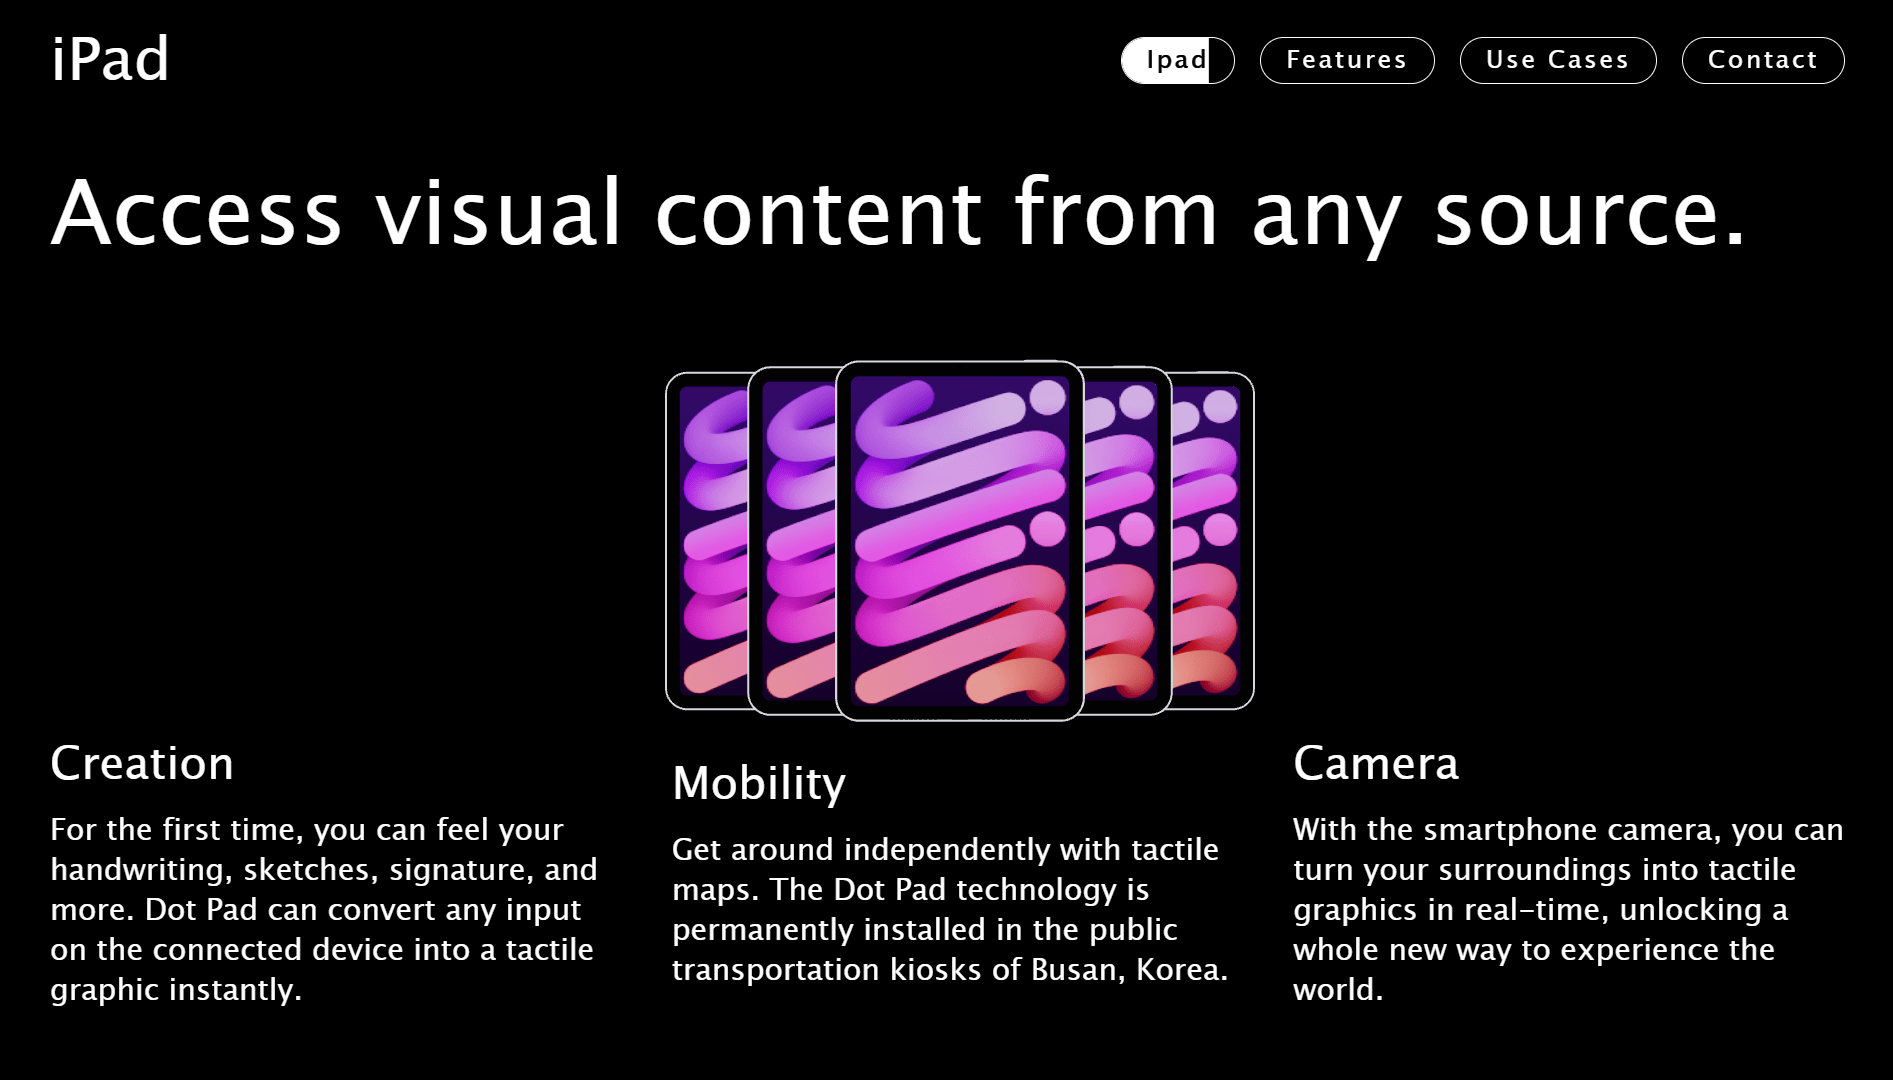 iPad
Ipad
Features
Use Cases
Contact
Access visual content from any source.
Creation
For the first time, you can feel your
handwriting, sketches, signature, and
more. Dot Pad can convert any input
on the connected device into a tactile
graphic instantly.
Mobility
Get around independently with tactile
maps. The Dot Pad technology is
permanently installed in the public
transportation kiosks of Busan, Korea.
Camera
With the smartphone camera, you can
turn your surroundings into tactile
graphics in real-time, unlocking a
whole new way to experience the
world.